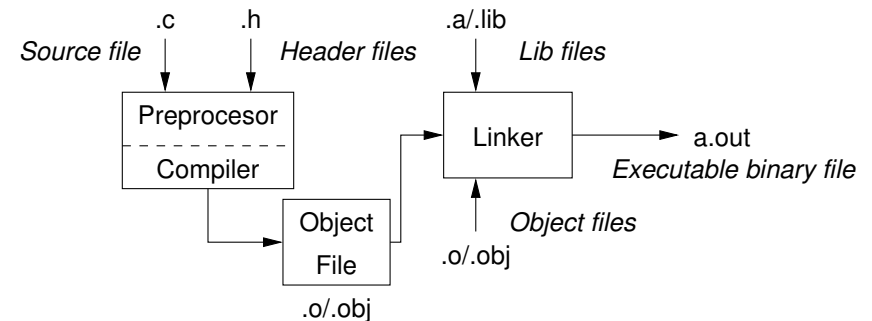 .c
.h
.a/.lib
Source file
Header files
Lib files
Preprocesor
Compiler
Linker
a.out
Executable binary file
Object
File
.o/.obj
Object files
.o/.obj